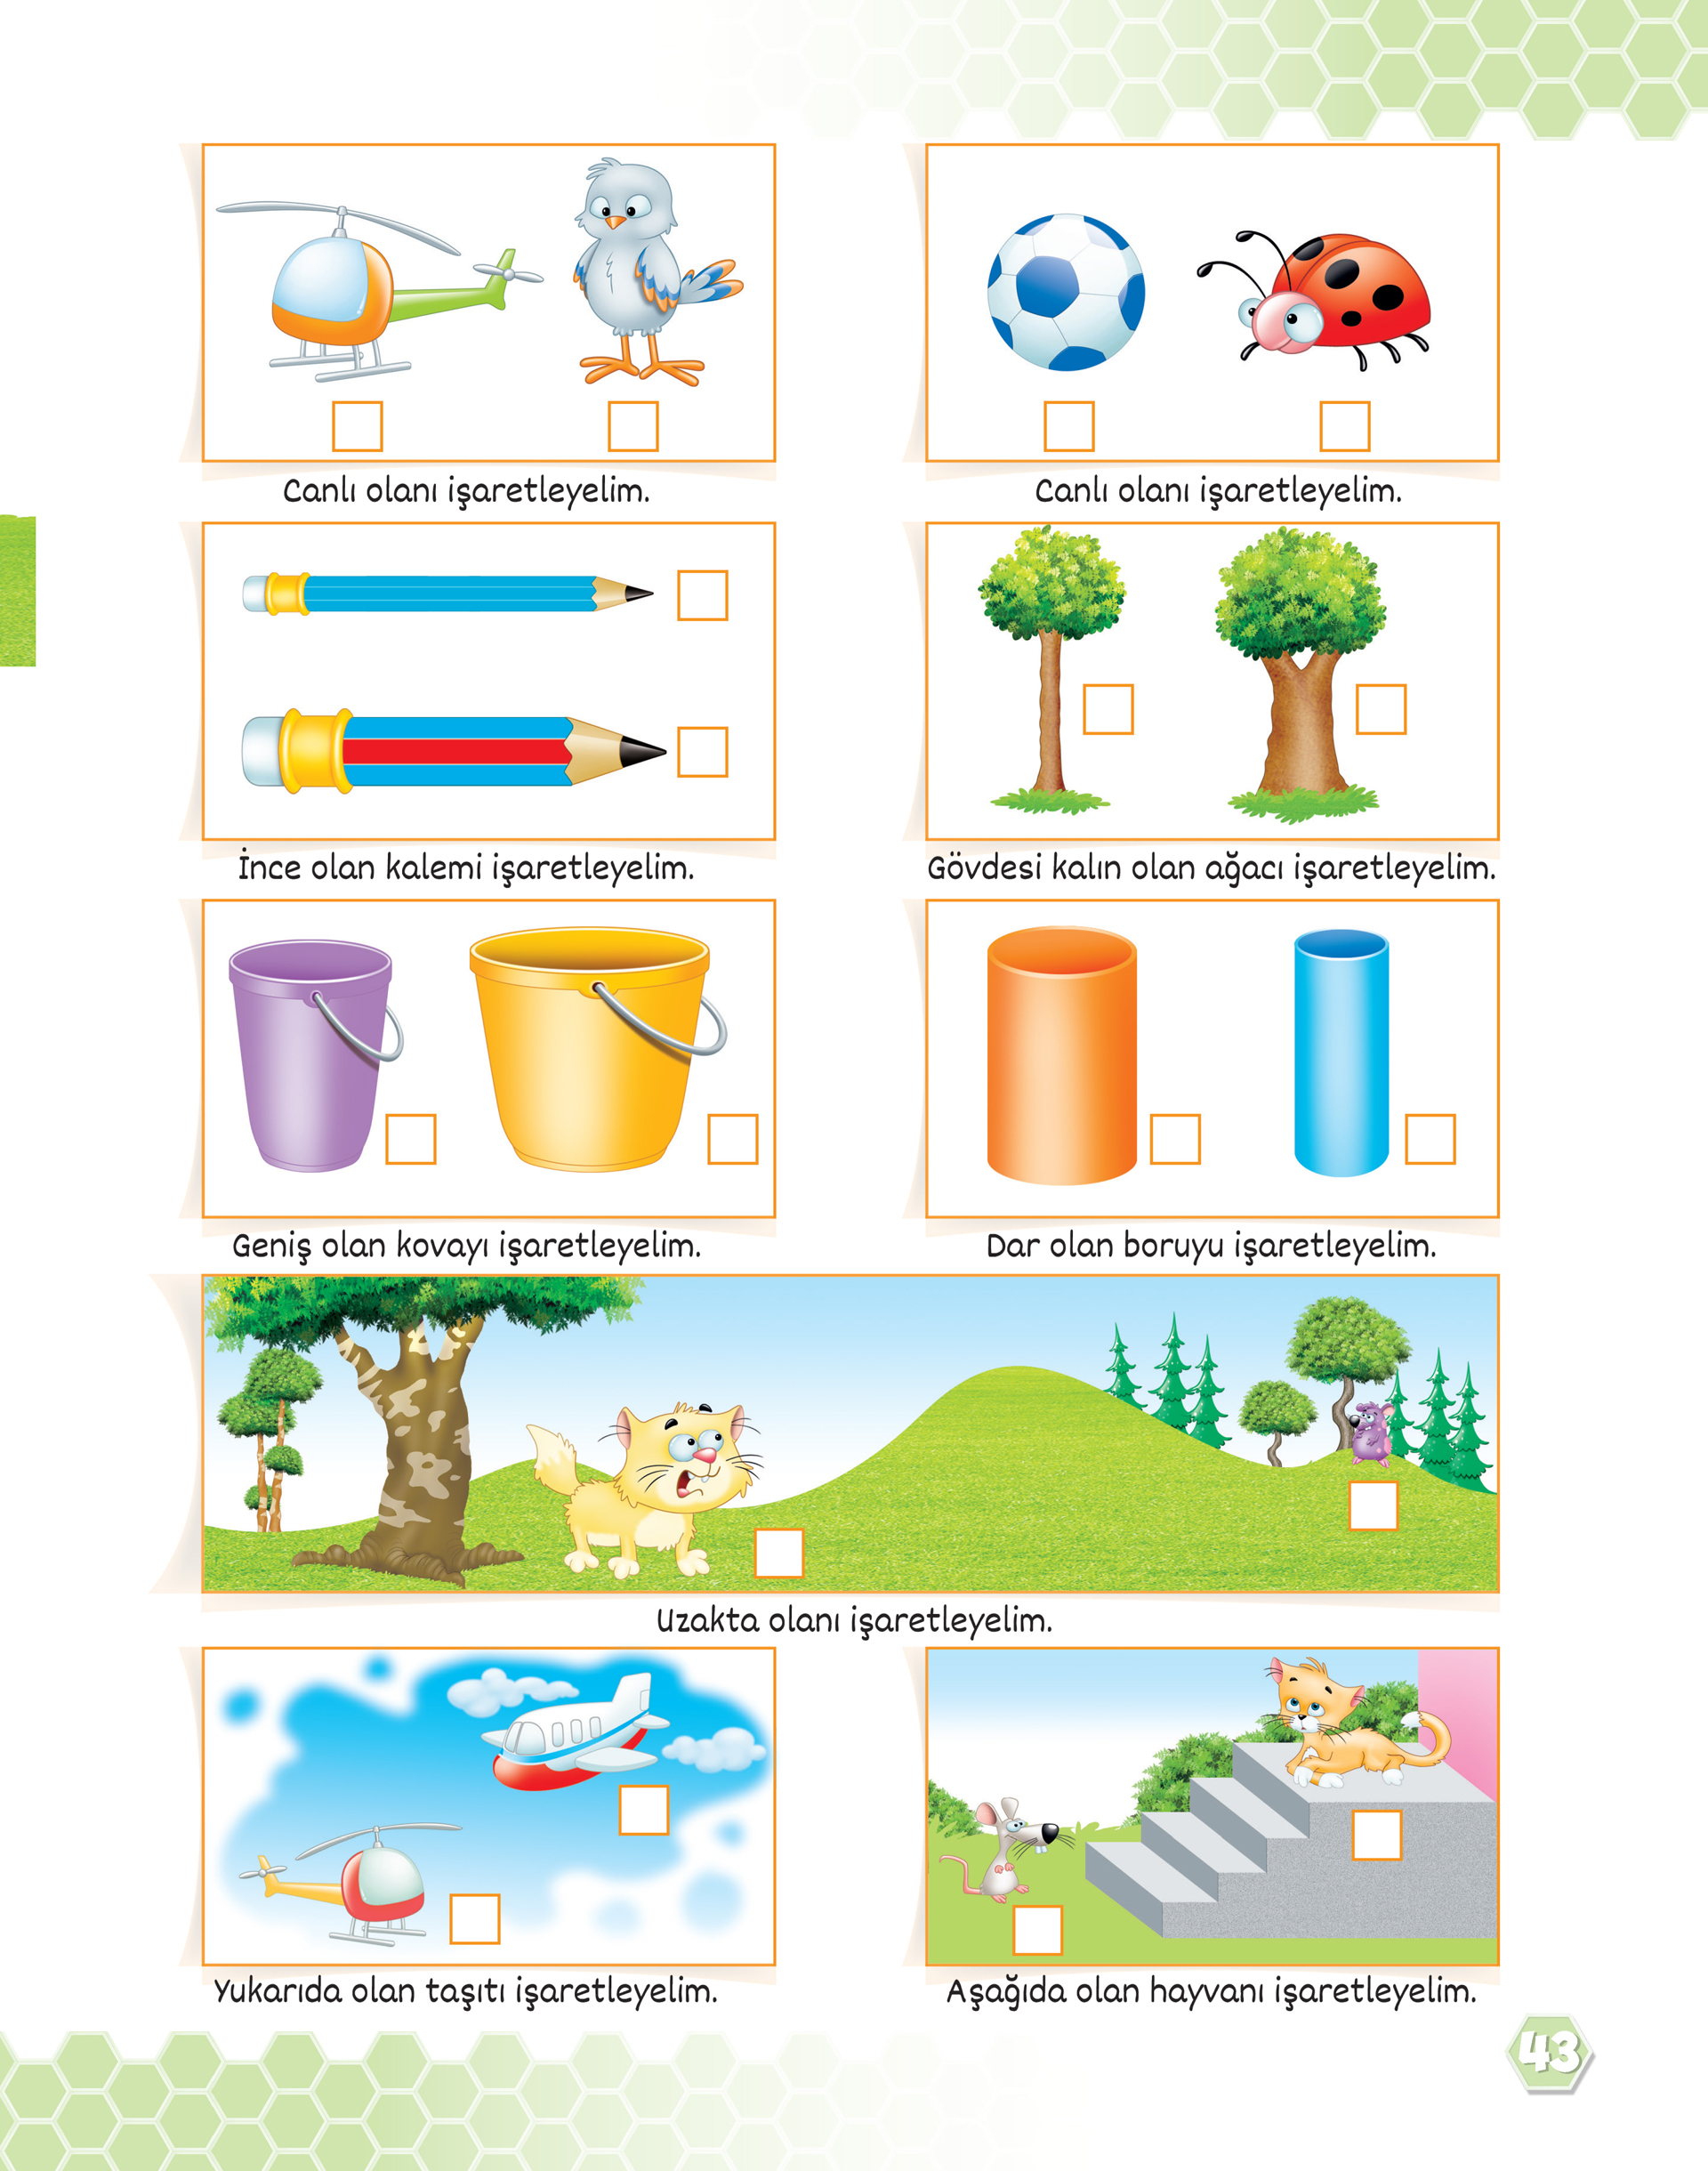 Canlı olanı işaretleyelim.
Canlı olanı işaretleyelim.
İnce olan kalemi işaretleyelim.
Gövdesi kalın olan ağacı işaretleyelim.
Geniş olan kovayı işaretleyelim.
Dar olan boruyu işaretleyelim.
Uzakta olanı işaretleyelim.
Yukarıda olan taşıtı işaretleyelim.
Aşağıda olan hayvanı işaretleyelim.
43